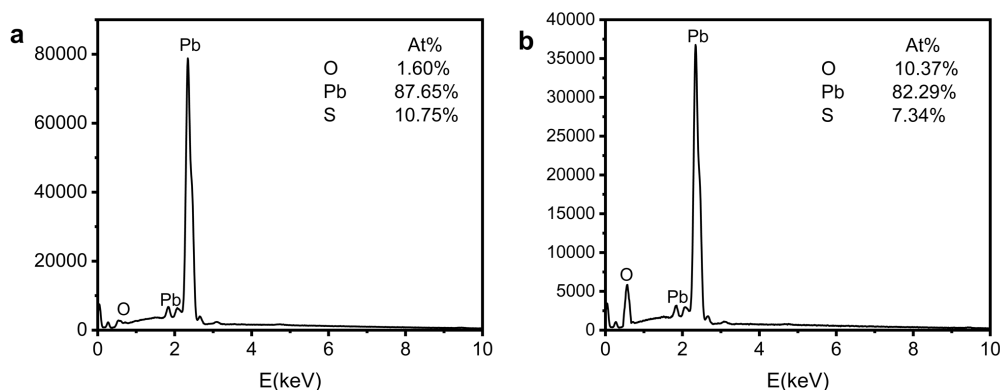 a
Pb
At%
O 1.60%
Pb 87.65%
S 10.75%
80000
60000
40000
20000
0
O
Pb
0 2 4 6 8 10
E(keV)
b
Pb
At%
O 10.37%
Pb 82.29%
S 7.34%
40000
35000
30000
25000
20000
15000
10000
5000
0
O
Pb
0 2 4 6 8 10
E(keV)